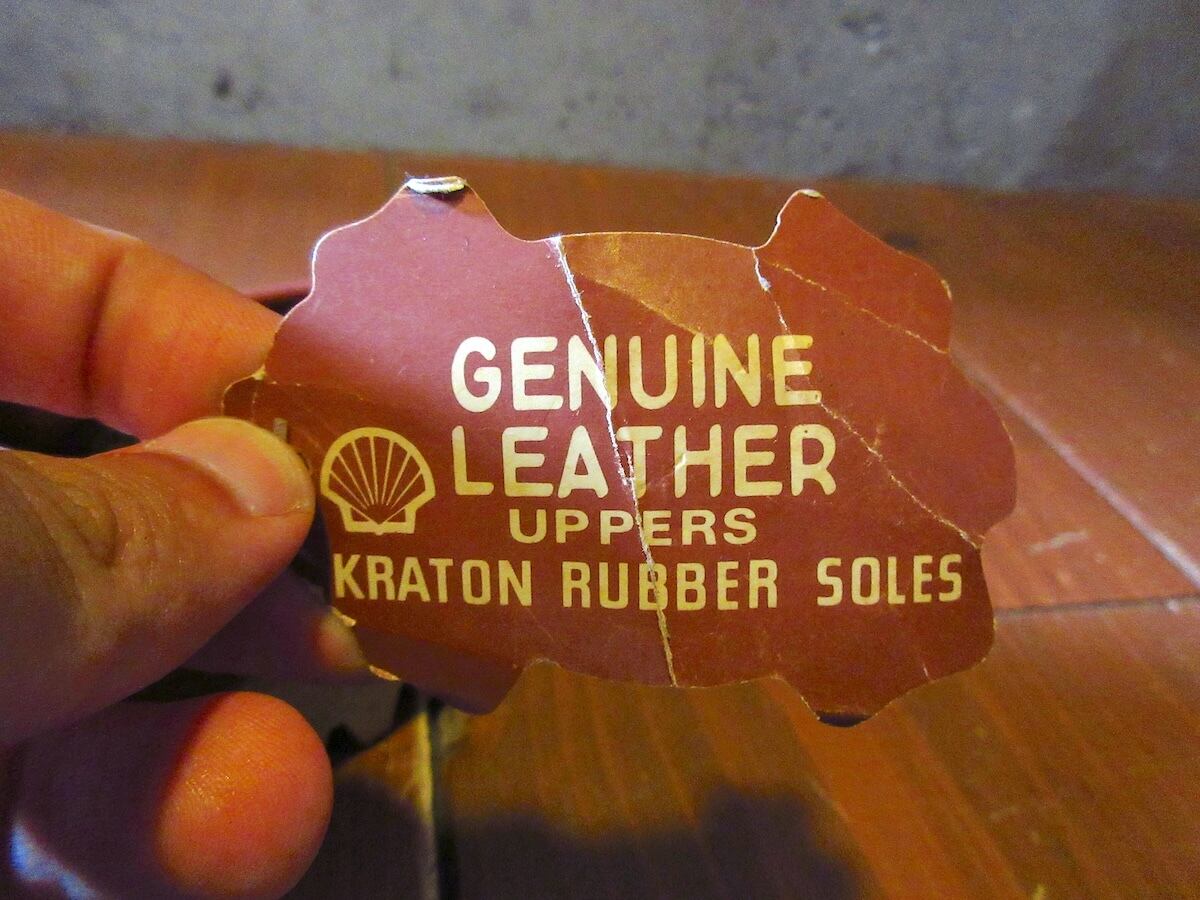 GENUINE
LEATHER
UPPERS
KRATON RUBBER SOLES